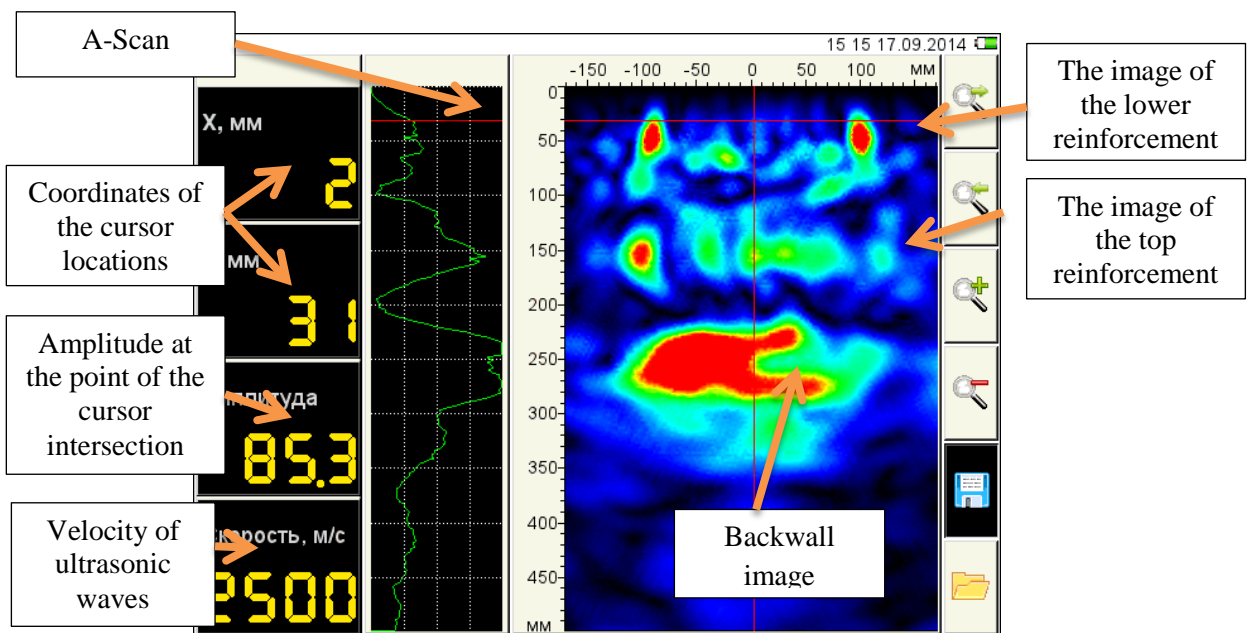 A-Scan
15 15 17.09.2014
-150 -100 -50 0 50 100 мм
The image of
the lower
reinforcement
X, мм
2
Coordinates of
the cursor
locations
мм
31
The image of
the top
reinforcement
Amplitude at
the point of the
cursor
intersection
плитуда
85.3
Velocity of
ultrasonic
waves
корость, м/с
2500
0
50
100
150
200
250
300
350
400
450
мм
Backwall
image